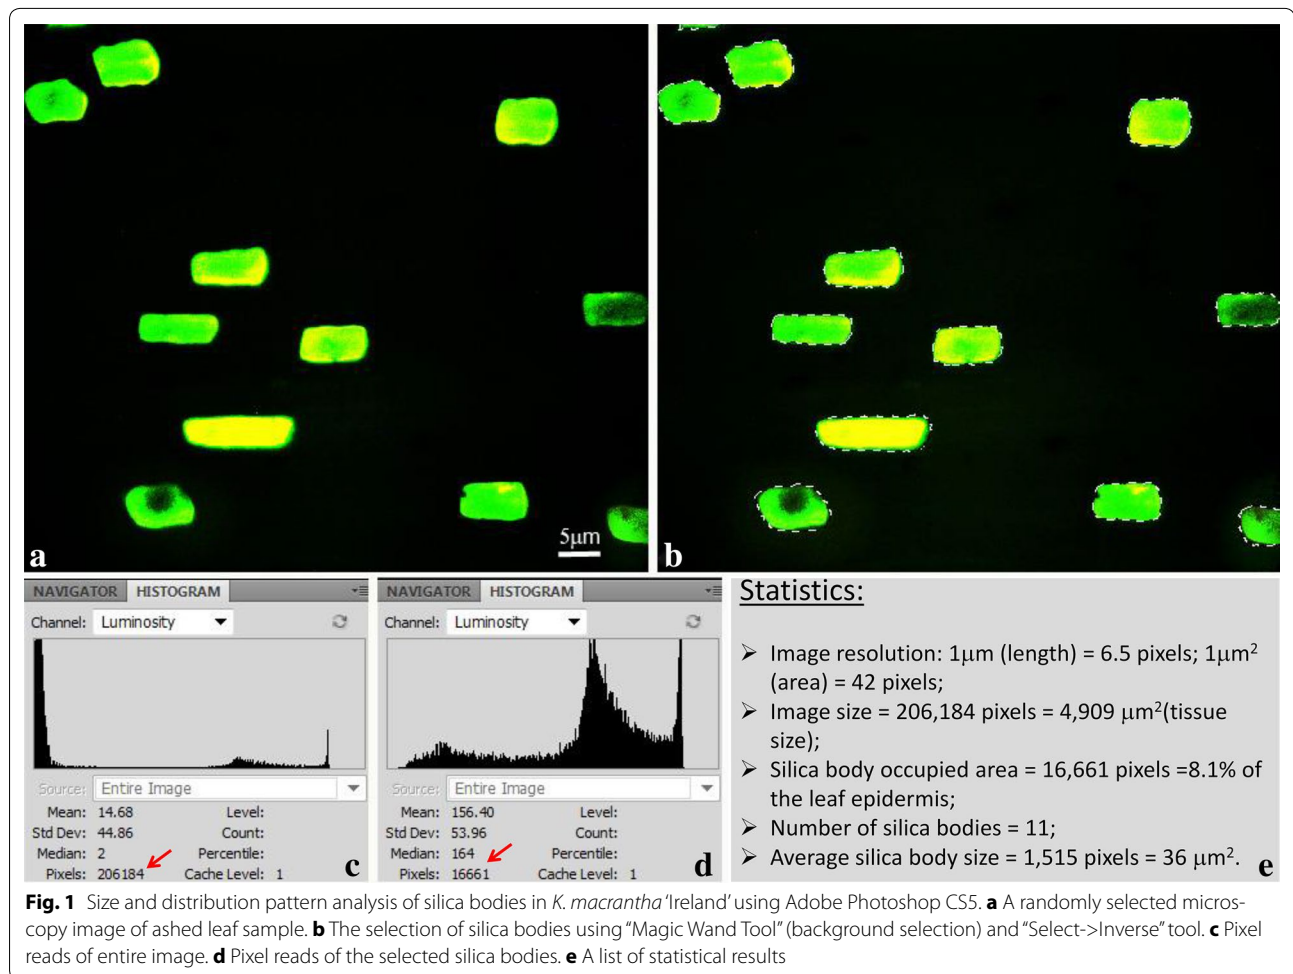 5μm
a
b
NAVIGATOR HISTOGRAM
Channel: Luminosity
Source: Entire Image
Mean: 14.68 Level:
Std Dev: 44.86 Count:
Median: 2 Percentile:
Pixels: 206184 Cache Level: 1
c
NAVIGATOR HISTOGRAM
Channel: Luminosity
Source: Entire Image
Mean: 156.40 Level:
Std Dev: 53.96 Count:
Median: 164 Percentile:
Pixels: 16661 Cache Level: 1
d
Statistics:
➢ Image resolution: 1μm (length) = 6.5 pixels; 1μm²
(area) = 42 pixels;
➢ Image size = 206,184 pixels = 4,909 μm²(tissue
size);
➢ Silica body occupied area = 16,661 pixels =8.1% of
the leaf epidermis;
➢ Number of silica bodies = 11;
➢ Average silica body size = 1,515 pixels = 36 μm².
e
Fig. 1 Size and distribution pattern analysis of silica bodies in K. macrantha 'Ireland' using Adobe Photoshop CS5. a A randomly selected micros-
copy image of ashed leaf sample. b The selection of silica bodies using "Magic Wand Tool" (background selection) and "Select->Inverse" tool. c Pixel
reads of entire image. d Pixel reads of the selected silica bodies. e A list of statistical results